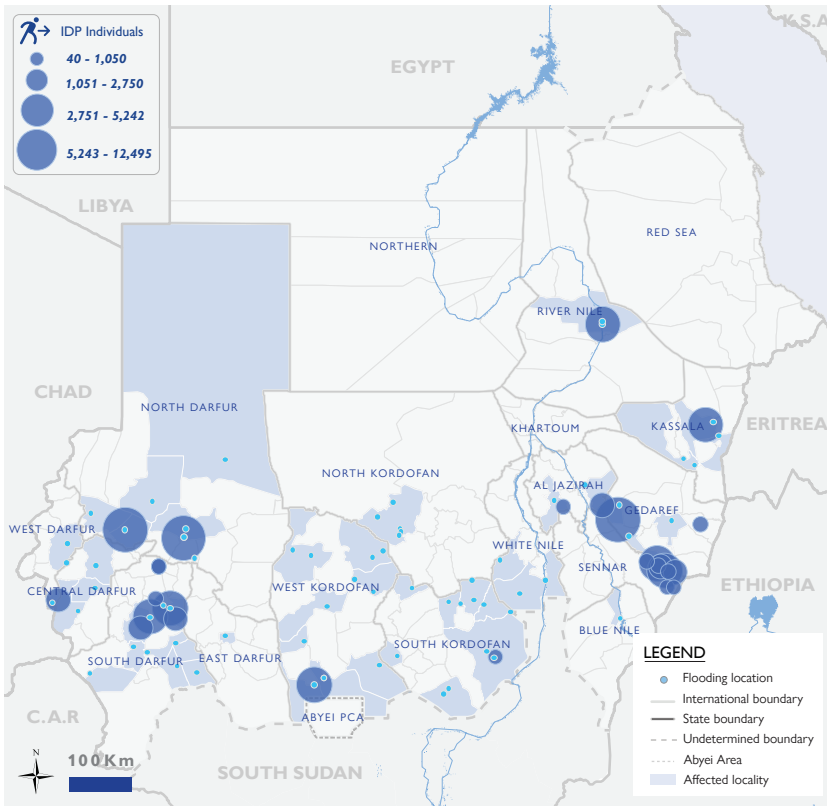 IDP Individuals
40 - 1,050
1,051 - 2,750
2,751 - 5,242
5,243 - 12,495
K.S.A
EGYPT
LIBYA
RED SEA
NORTHERN
RIVER NILE
CHAD
NORTH DARFUR
KHARTOUM
KASSALA
ERITREA
NORTH KORDOFAN
AL JAZIRAH
GEDAREF
WEST DARFUR
WHITE NILE
SENNAR
CENTRAL DARFUR
WEST KORDOFAN
ETHIOPIA
BLUE NILE
SOUTH KORDOFAN
SOUTH DARFUR
EAST DARFUR
C.A.R
ABYEI PCA
SOUTH SUDAN
N
100 Km
LEGEND
Flooding location
International boundary
State boundary
Undetermined boundary
Abyei Area
Affected locality